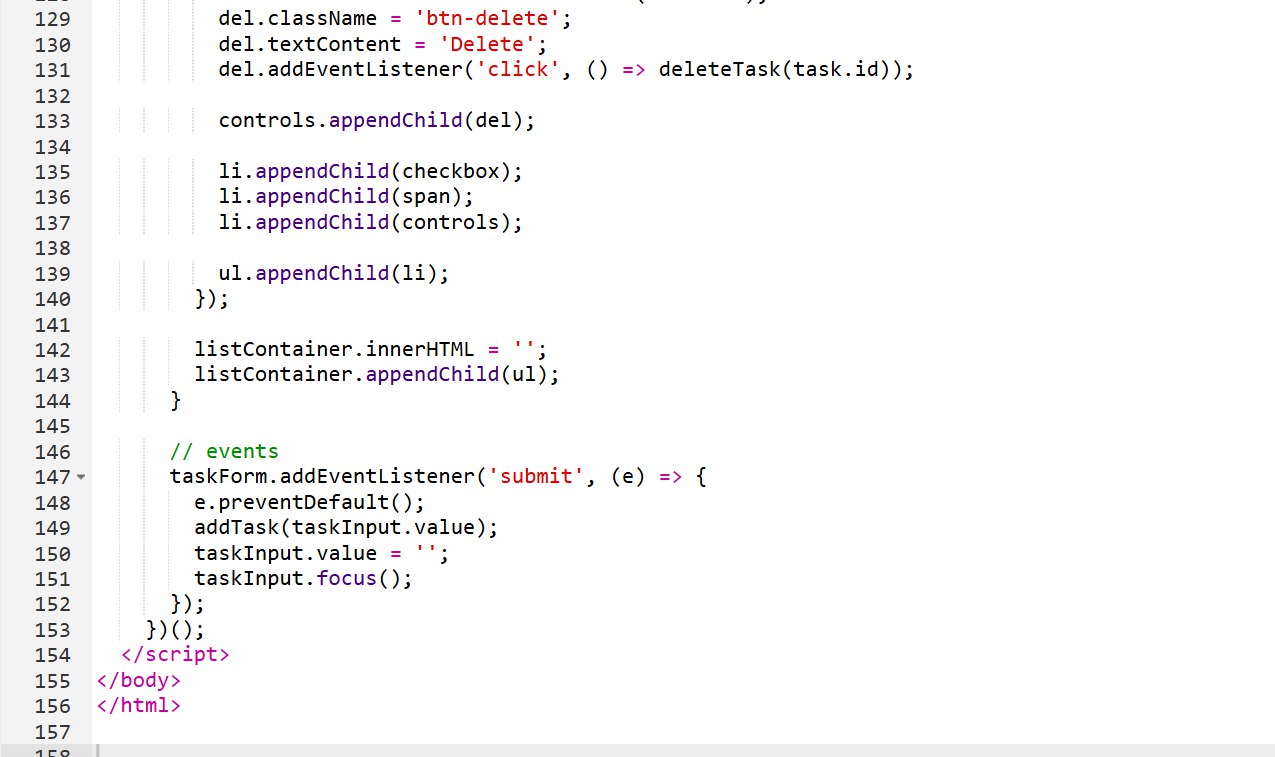 129 del.className = 'btn-delete';
130 del.textContent = 'Delete';
131 del.addEventListener('click', () => deleteTask(task.id));
132
133 controls.appendChild(del);
134
135 li.appendChild(checkbox);
136 li.appendChild(span);
137 li.appendChild(controls);
138
139 ul.appendChild(li);
140 });
141
142 listContainer.innerHTML = '';
143 listContainer.appendChild(ul);
144 }
145
146 // events
147 taskForm.addEventListener('submit', (e) => {
148 e.preventDefault();
149 addTask(taskInput.value);
150 taskInput.value = '';
151 taskInput.focus();
152 });
153 })();
154 </script>
155 </body>
156 </html>
157
158